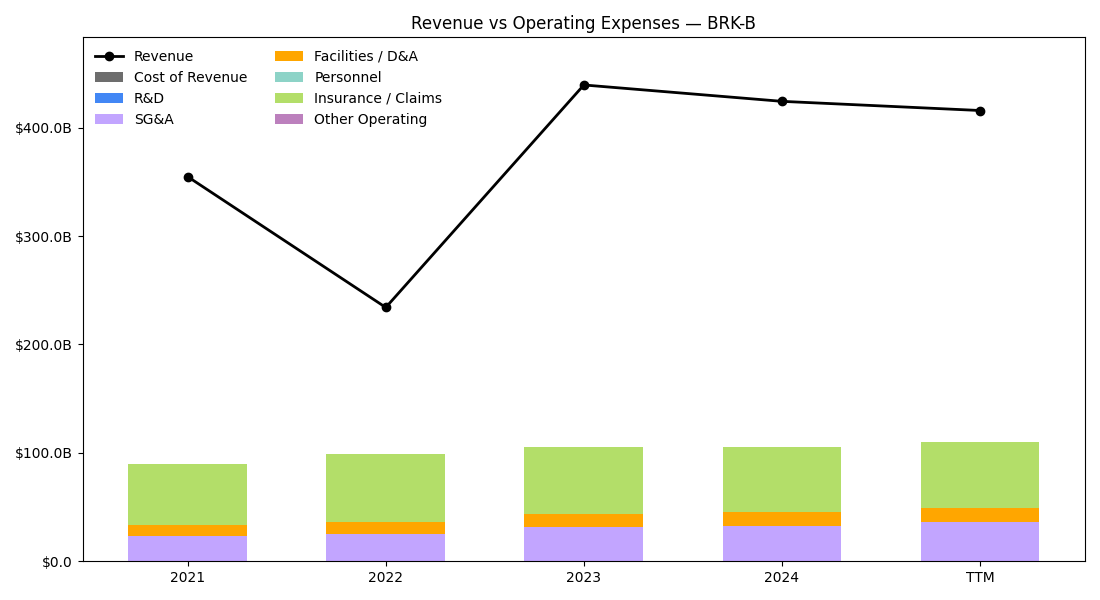 Revenue vs Operating Expenses — BRK-B
Revenue
Cost of Revenue
R&D
SG&A
Facilities / D&A
Personnel
Insurance / Claims
Other Operating
$400.0B
$300.0B
$200.0B
$100.0B
$0.0
2021 2022 2023 2024 TTM